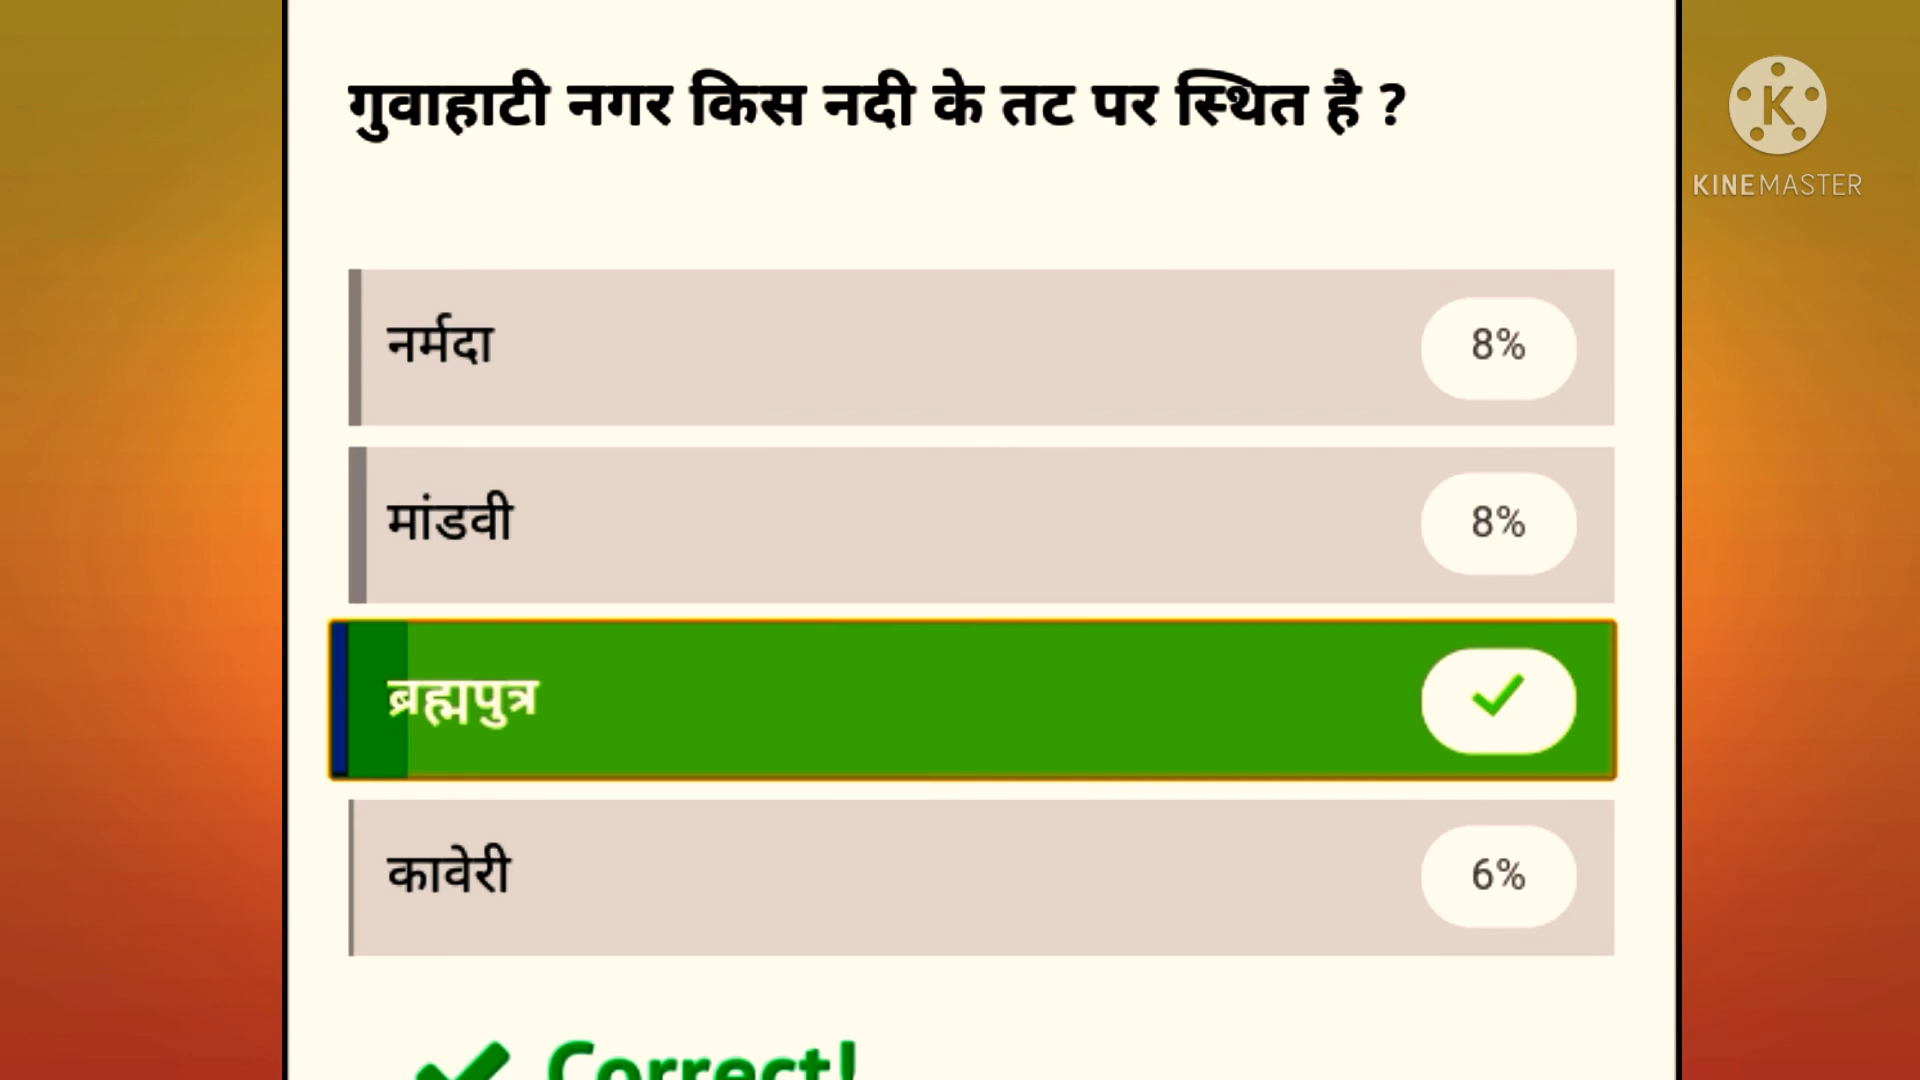 गुवाहाटी नगर किस नदी के तट पर स्थित है ?
K
KINEMASTER
नर्मदा 8%
मांडवी 8%
ब्रह्मपुत्र
कावेरी 6%
Correct!